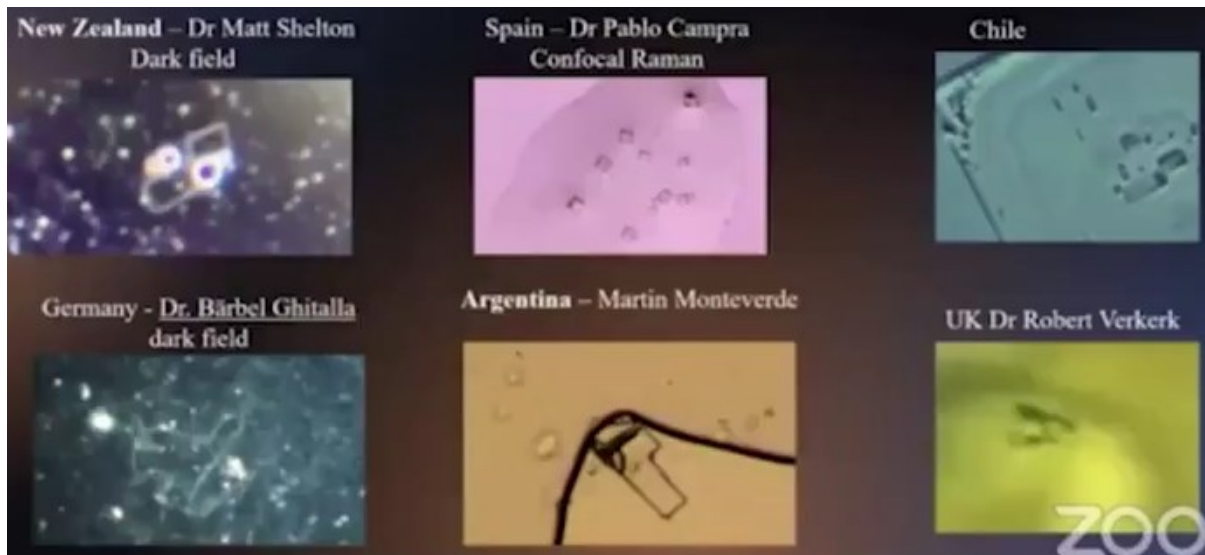 New Zealand – Dr Matt Shelton
Dark field
Spain – Dr Pablo Campra
Confocal Raman
Chile
Germany - Dr. Bärbel Ghitalla
dark field
Argentina – Martin Monteverde
UK Dr Robert Verkerk
ZOO